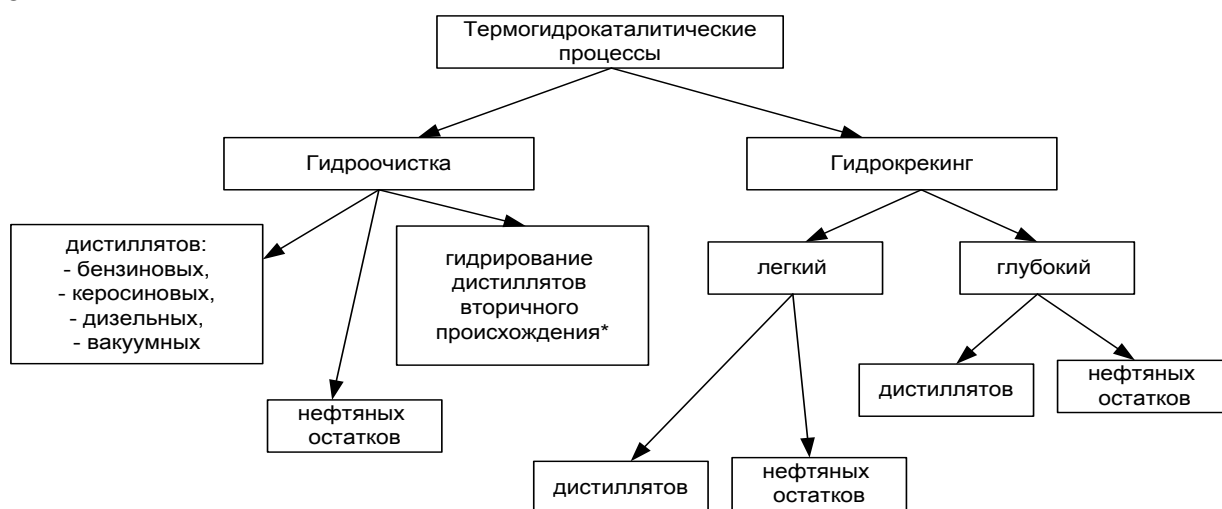 Термогидрокаталитические
процессы
Гидроочистка
Гидрокрекинг
дистиллятов:
- бензиновых,
- керосиновых,
- дизельных,
- вакуумных
гидрирование
дистиллятов
вторичного
происхождения*
легкий
глубокий
нефтяных
остатков
дистиллятов
нефтяных
остатков
дистиллятов
нефтяных
остатков